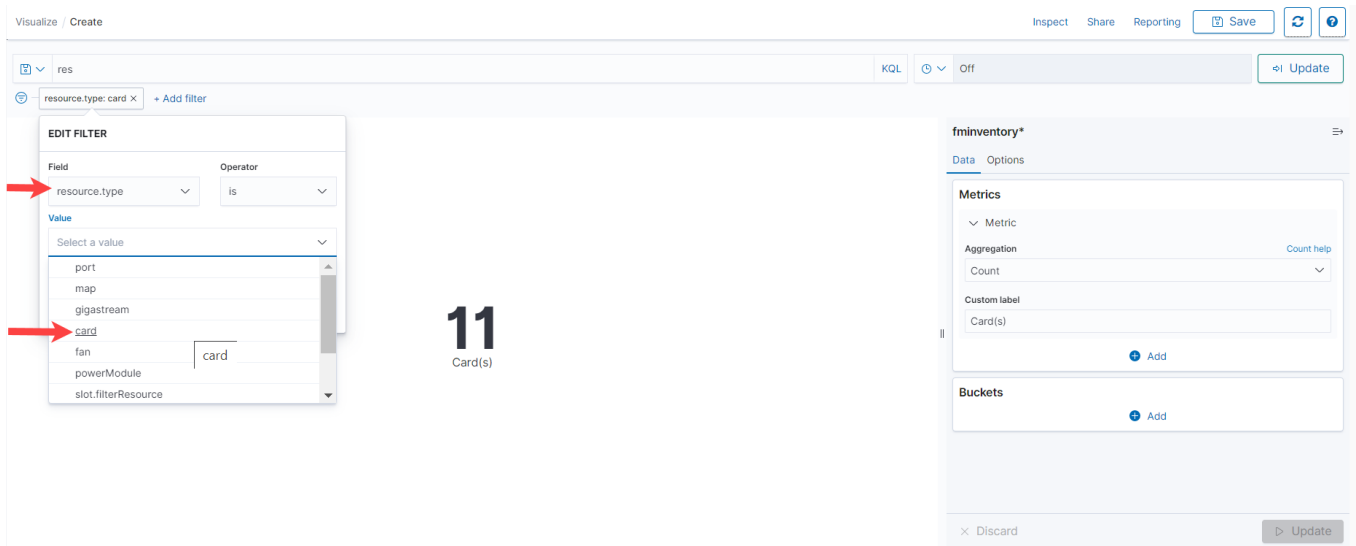 Visualize / Create
Inspect Share Reporting Save
res KQL Off Update
resource.type: card × + Add filter
EDIT FILTER
Field Operator
resource.type is
Value
Select a value
port
map
gigastream
card
fan
card
powerModule
slot.filterResource
11
Card(s)
fminventory*
Data Options
Metrics
Metric
Aggregation Count help
Count
Custom label
Card(s)
Add
Buckets
Add
× Discard Update